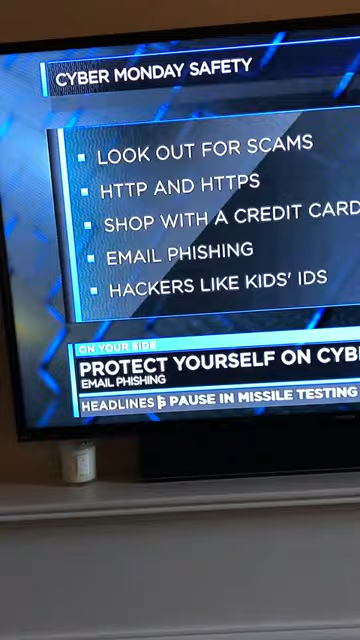 CYBER MONDAY SAFETY
LOOK OUT FOR SCAMS
HTTP AND HTTPS
SHOP WITH A CREDIT CARD
EMAIL PHISHING
HACKERS LIKE KIDS' IDS
ON YOUR SIDE
PROTECT YOURSELF ON CYB
EMAIL PHISHING
HEADLINES S PAUSE IN MISSILE TESTING